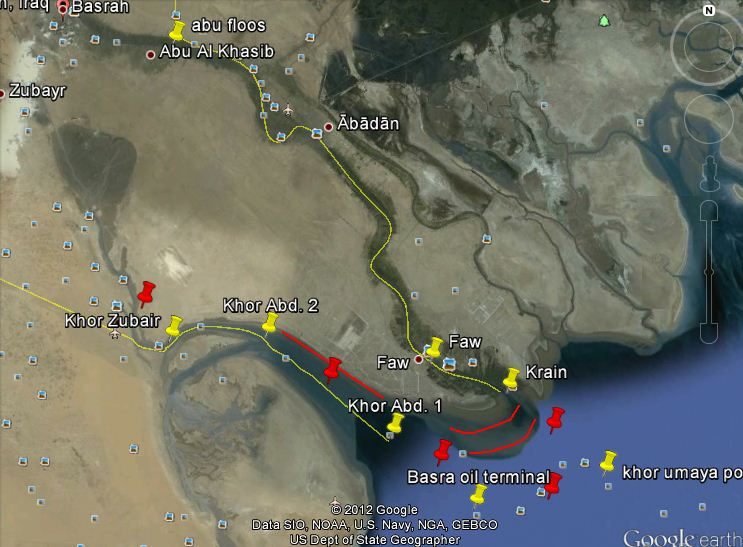 n, Iraq
Basrah
N
abu floos
Abu Al Khasib
Zubayr
Ābādān
Khor Abd. 2
Khor Zubair
Faw
Faw
Krain
Khor Abd. 1
Basra oil terminal
khor umaya po
© 2012 Google
Data SIO, NOAA, U.S. Navy, NGA, GEBCO
US Dept of State Geographer
Google earth